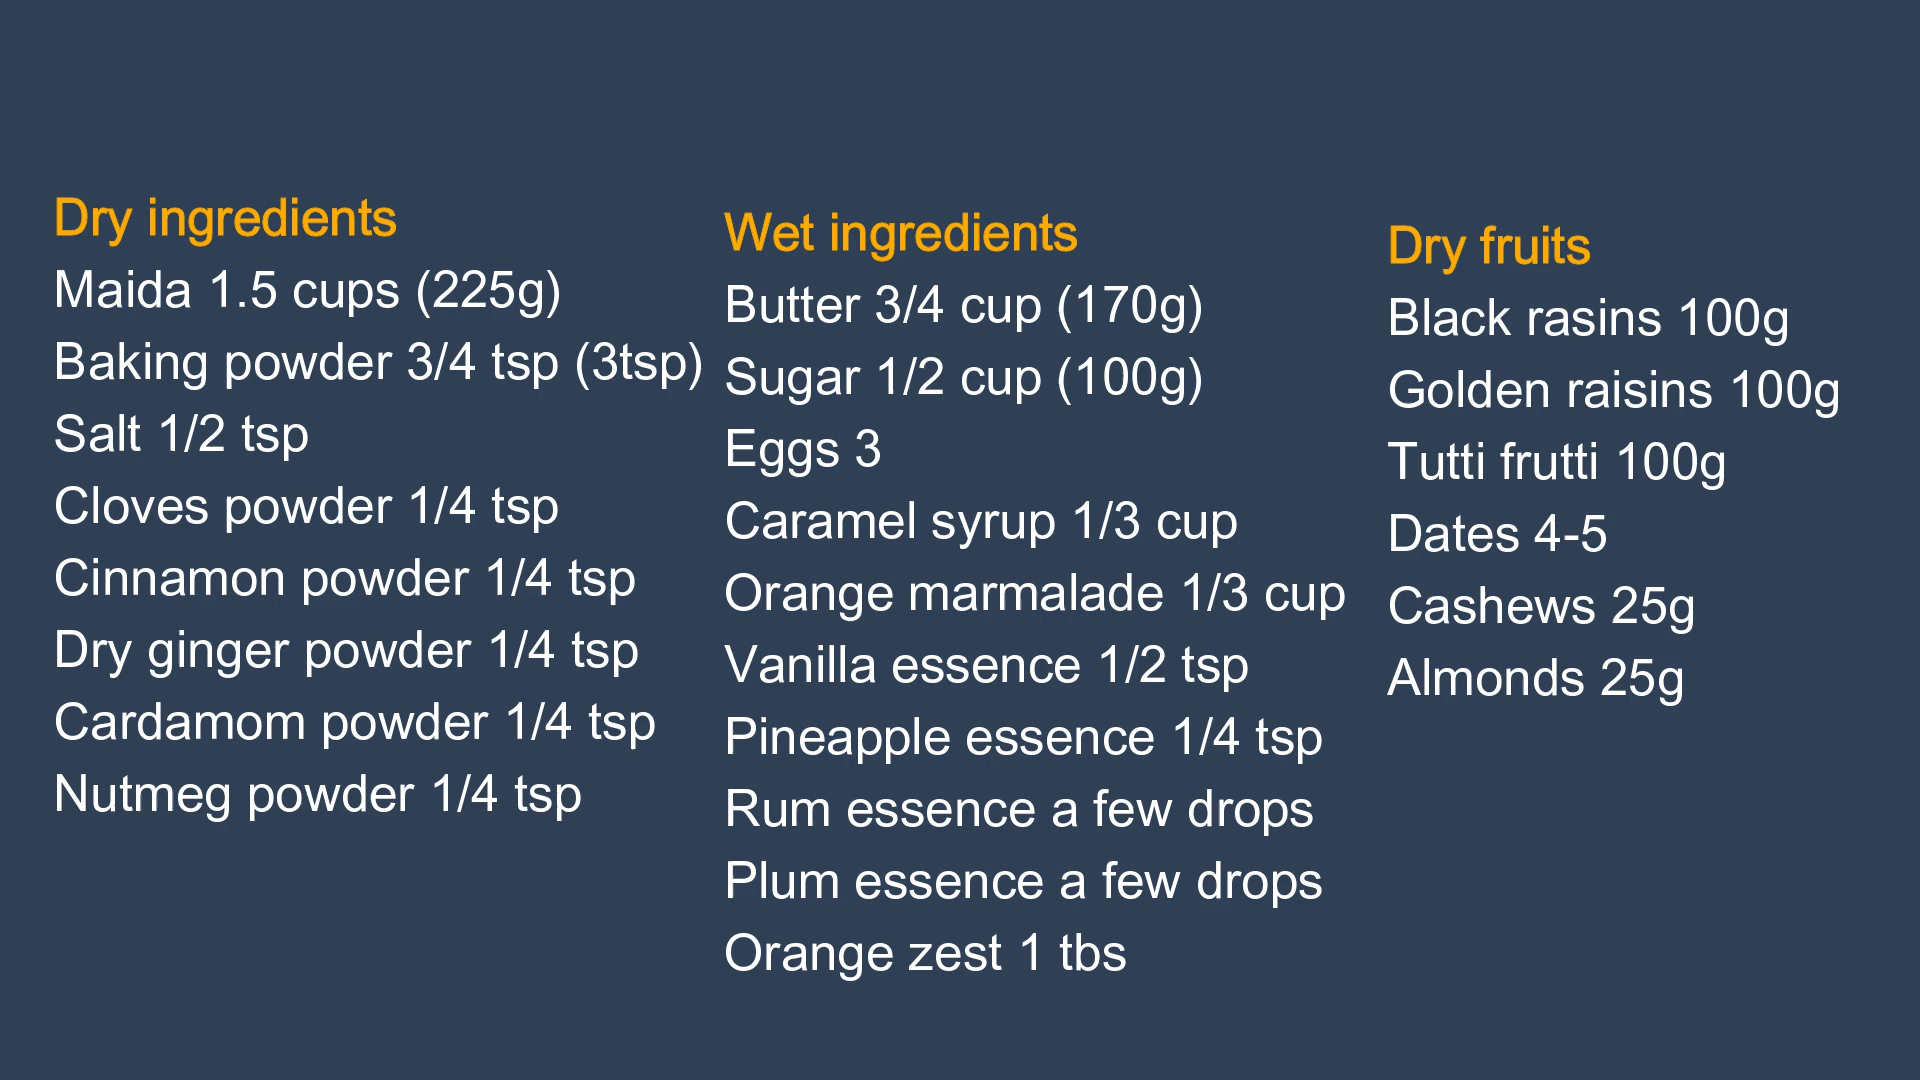 Dry ingredients
Maida 1.5 cups (225g)
Baking powder 3/4 tsp (3tsp)
Salt 1/2 tsp
Cloves powder 1/4 tsp
Cinnamon powder 1/4 tsp
Dry ginger powder 1/4 tsp
Cardamom powder 1/4 tsp
Nutmeg powder 1/4 tsp
Wet ingredients
Butter 3/4 cup (170g)
Sugar 1/2 cup (100g)
Eggs 3
Caramel syrup 1/3 cup
Orange marmalade 1/3 cup
Vanilla essence 1/2 tsp
Pineapple essence 1/4 tsp
Rum essence a few drops
Plum essence a few drops
Orange zest 1 tbs
Dry fruits
Black rasins 100g
Golden raisins 100g
Tutti frutti 100g
Dates 4-5
Cashews 25g
Almonds 25g